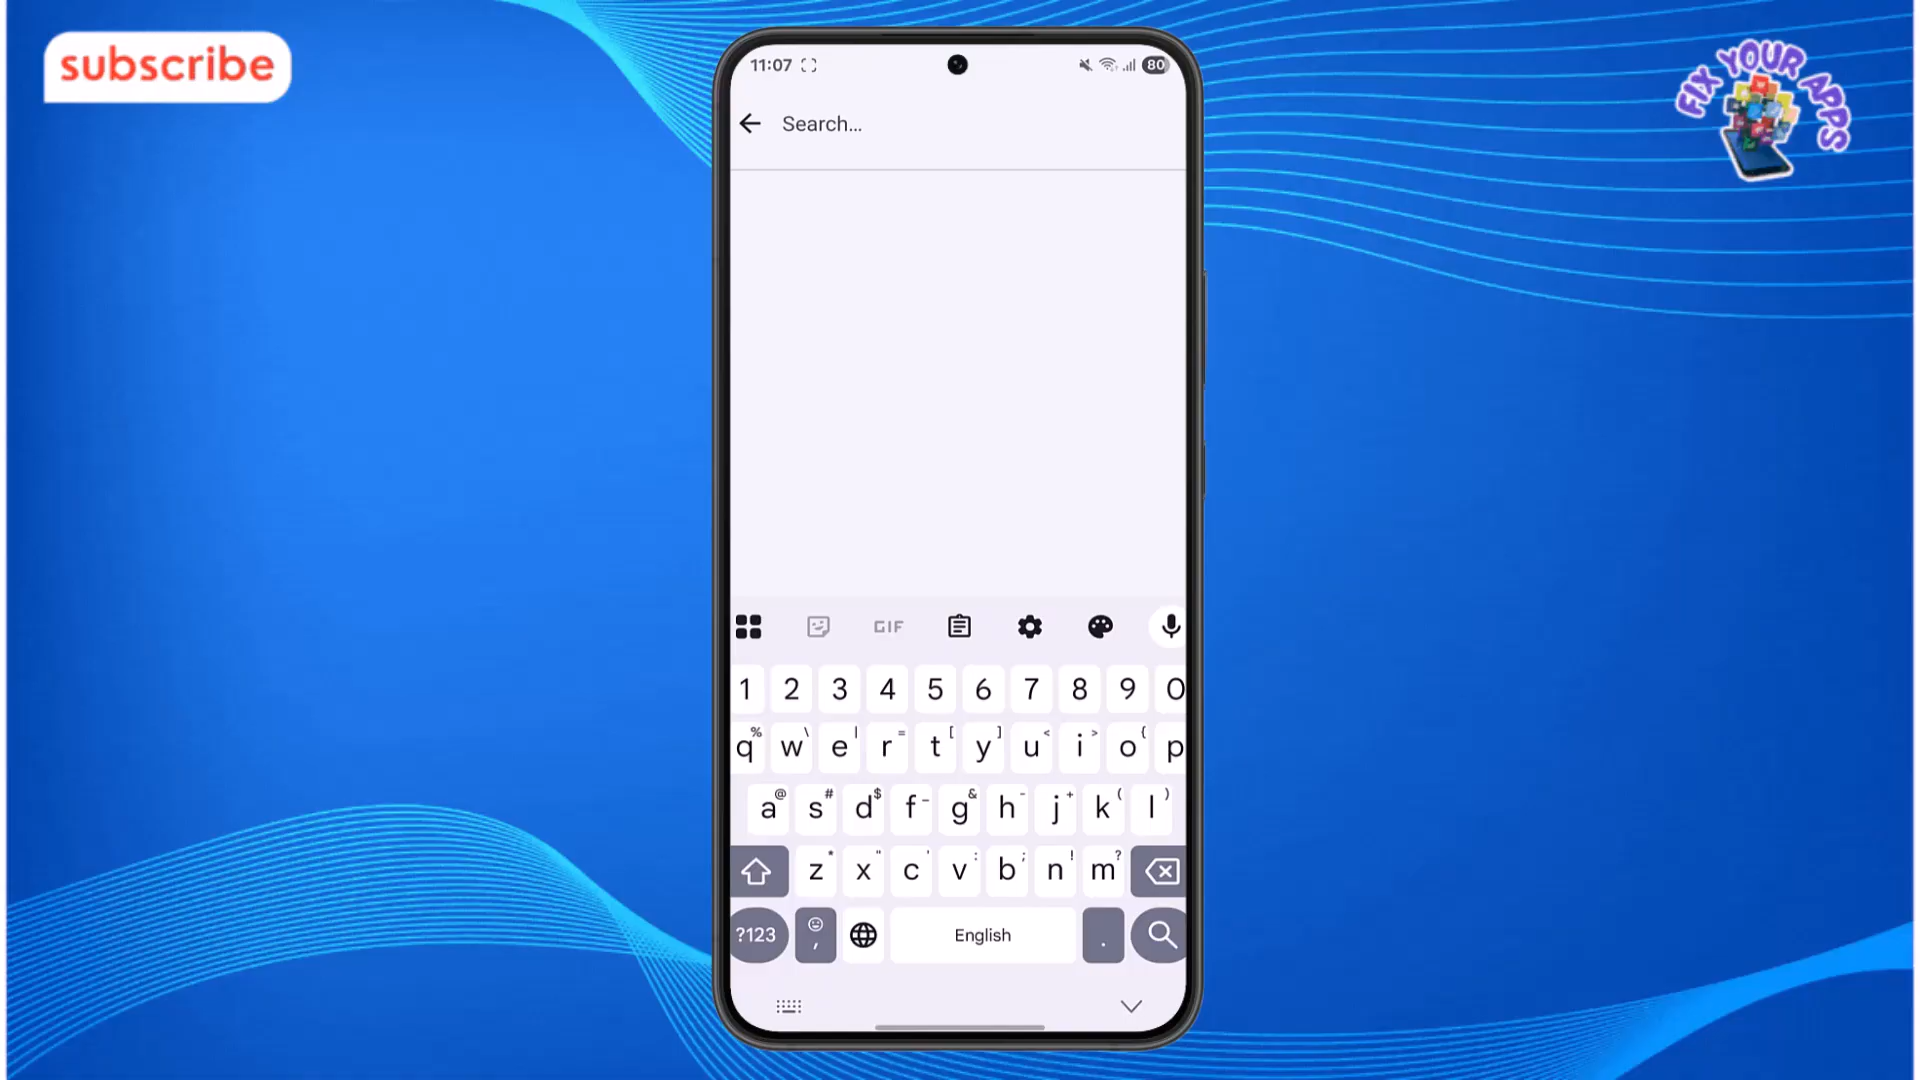 subscribe
FIX YOUR APPS
11:07
80
Search...
GIF
1 2 3 4 5 6 7 8 9 0
% \ | = [ ] < > {
q w e r t y u i o p
@ # $ _ & - + ( )
a s d f g h j k l
* " ' : ; ! ?
z x c v b n m
?123 , English .